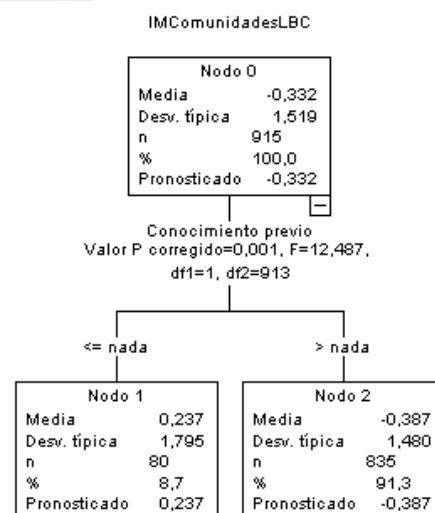 IMComunidadesLBC
Nodo 0
Media -0,332
Desv. típica 1,519
n 915
% 100,0
Pronosticado -0,332
Conocimiento previo
Valor P corregido=0,001, F=12,487,
df1=1, df2=913
<= nada
> nada
Nodo 1
Media 0,237
Desv. típica 1,795
n 80
% 8,7
Pronosticado 0,237
Nodo 2
Media -0,387
Desv. típica 1,480
n 835
% 91,3
Pronosticado -0,387